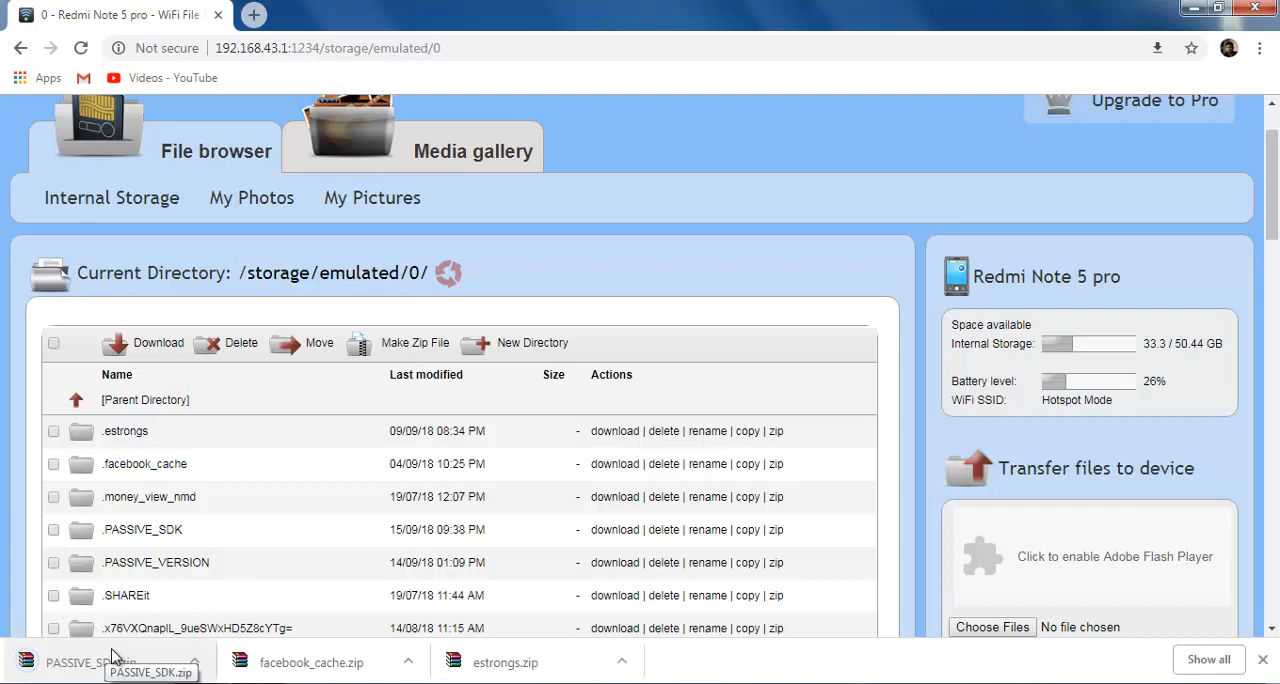 0 - Redmi Note 5 pro - WiFi File
Not secure | 192.168.43.1:1234/storage/emulated/0
Apps Videos - YouTube
Upgrade to Pro
File browser Media gallery
Internal Storage My Photos My Pictures
Current Directory: /storage/emulated/0/
Download Delete Move Make Zip File New Directory
Name Last modified Size Actions
[Parent Directory]
.estrongs 09/09/18 08:34 PM - download | delete | rename | copy | zip
.facebook_cache 04/09/18 10:25 PM - download | delete | rename | copy | zip
.money_view_nmd 19/07/18 12:07 PM - download | delete | rename | copy | zip
.PASSIVE_SDK 15/09/18 09:38 PM - download | delete | rename | copy | zip
.PASSIVE_VERSION 14/09/18 01:09 PM - download | delete | rename | copy | zip
.SHAREit 19/07/18 11:44 AM - download | delete | rename | copy | zip
.x76VXQnapIL_9ueSWxHD5Z8cYTg= 14/08/18 11:15 AM - download | delete | rename | copy | zip
Redmi Note 5 pro
Space available
Internal Storage: 33.3 / 50.44 GB
Battery level: 26%
WiFi SSID: Hotspot Mode
Transfer files to device
Click to enable Adobe Flash Player
Choose Files No file chosen
PASSIVE_SDK.zip facebook_cache.zip estrongs.zip Show all
PASSIVE_SDK.zip